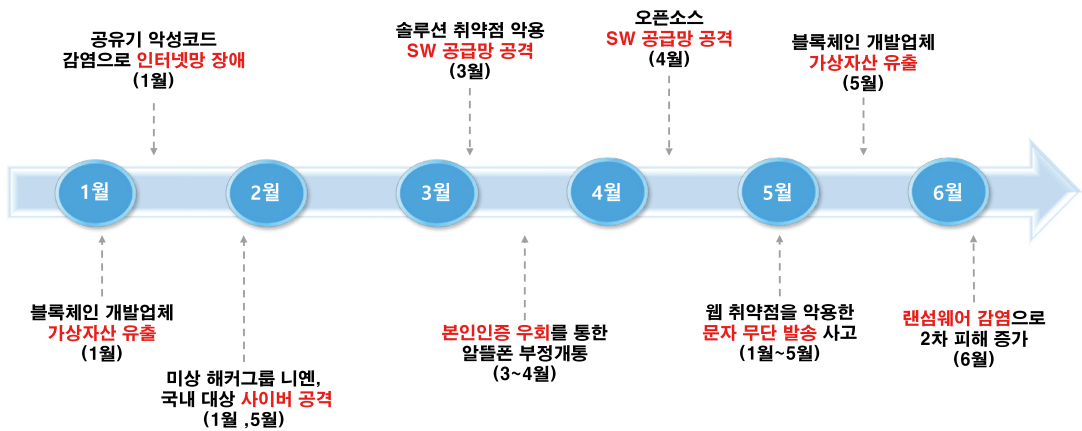 공유기 악성코드
감염으로 인터넷망 장애
(1월)
솔루션 취약점 악용
SW 공급망 공격
(3월)
오픈소스
SW 공급망 공격
(4월)
블록체인 개발업체
가상자산 유출
(5월)
1월
2월
3월
4월
5월
6월
블록체인 개발업체
가상자산 유출
(1월)
미상 해커그룹 니옌,
국내 대상 사이버 공격
(1월 ,5월)
본인인증 우회를 통한
알뜰폰 부정개통
(3~4월)
웹 취약점을 악용한
문자 무단 발송 사고
(1월~5월)
랜섬웨어 감염으로
2차 피해 증가
(6월)